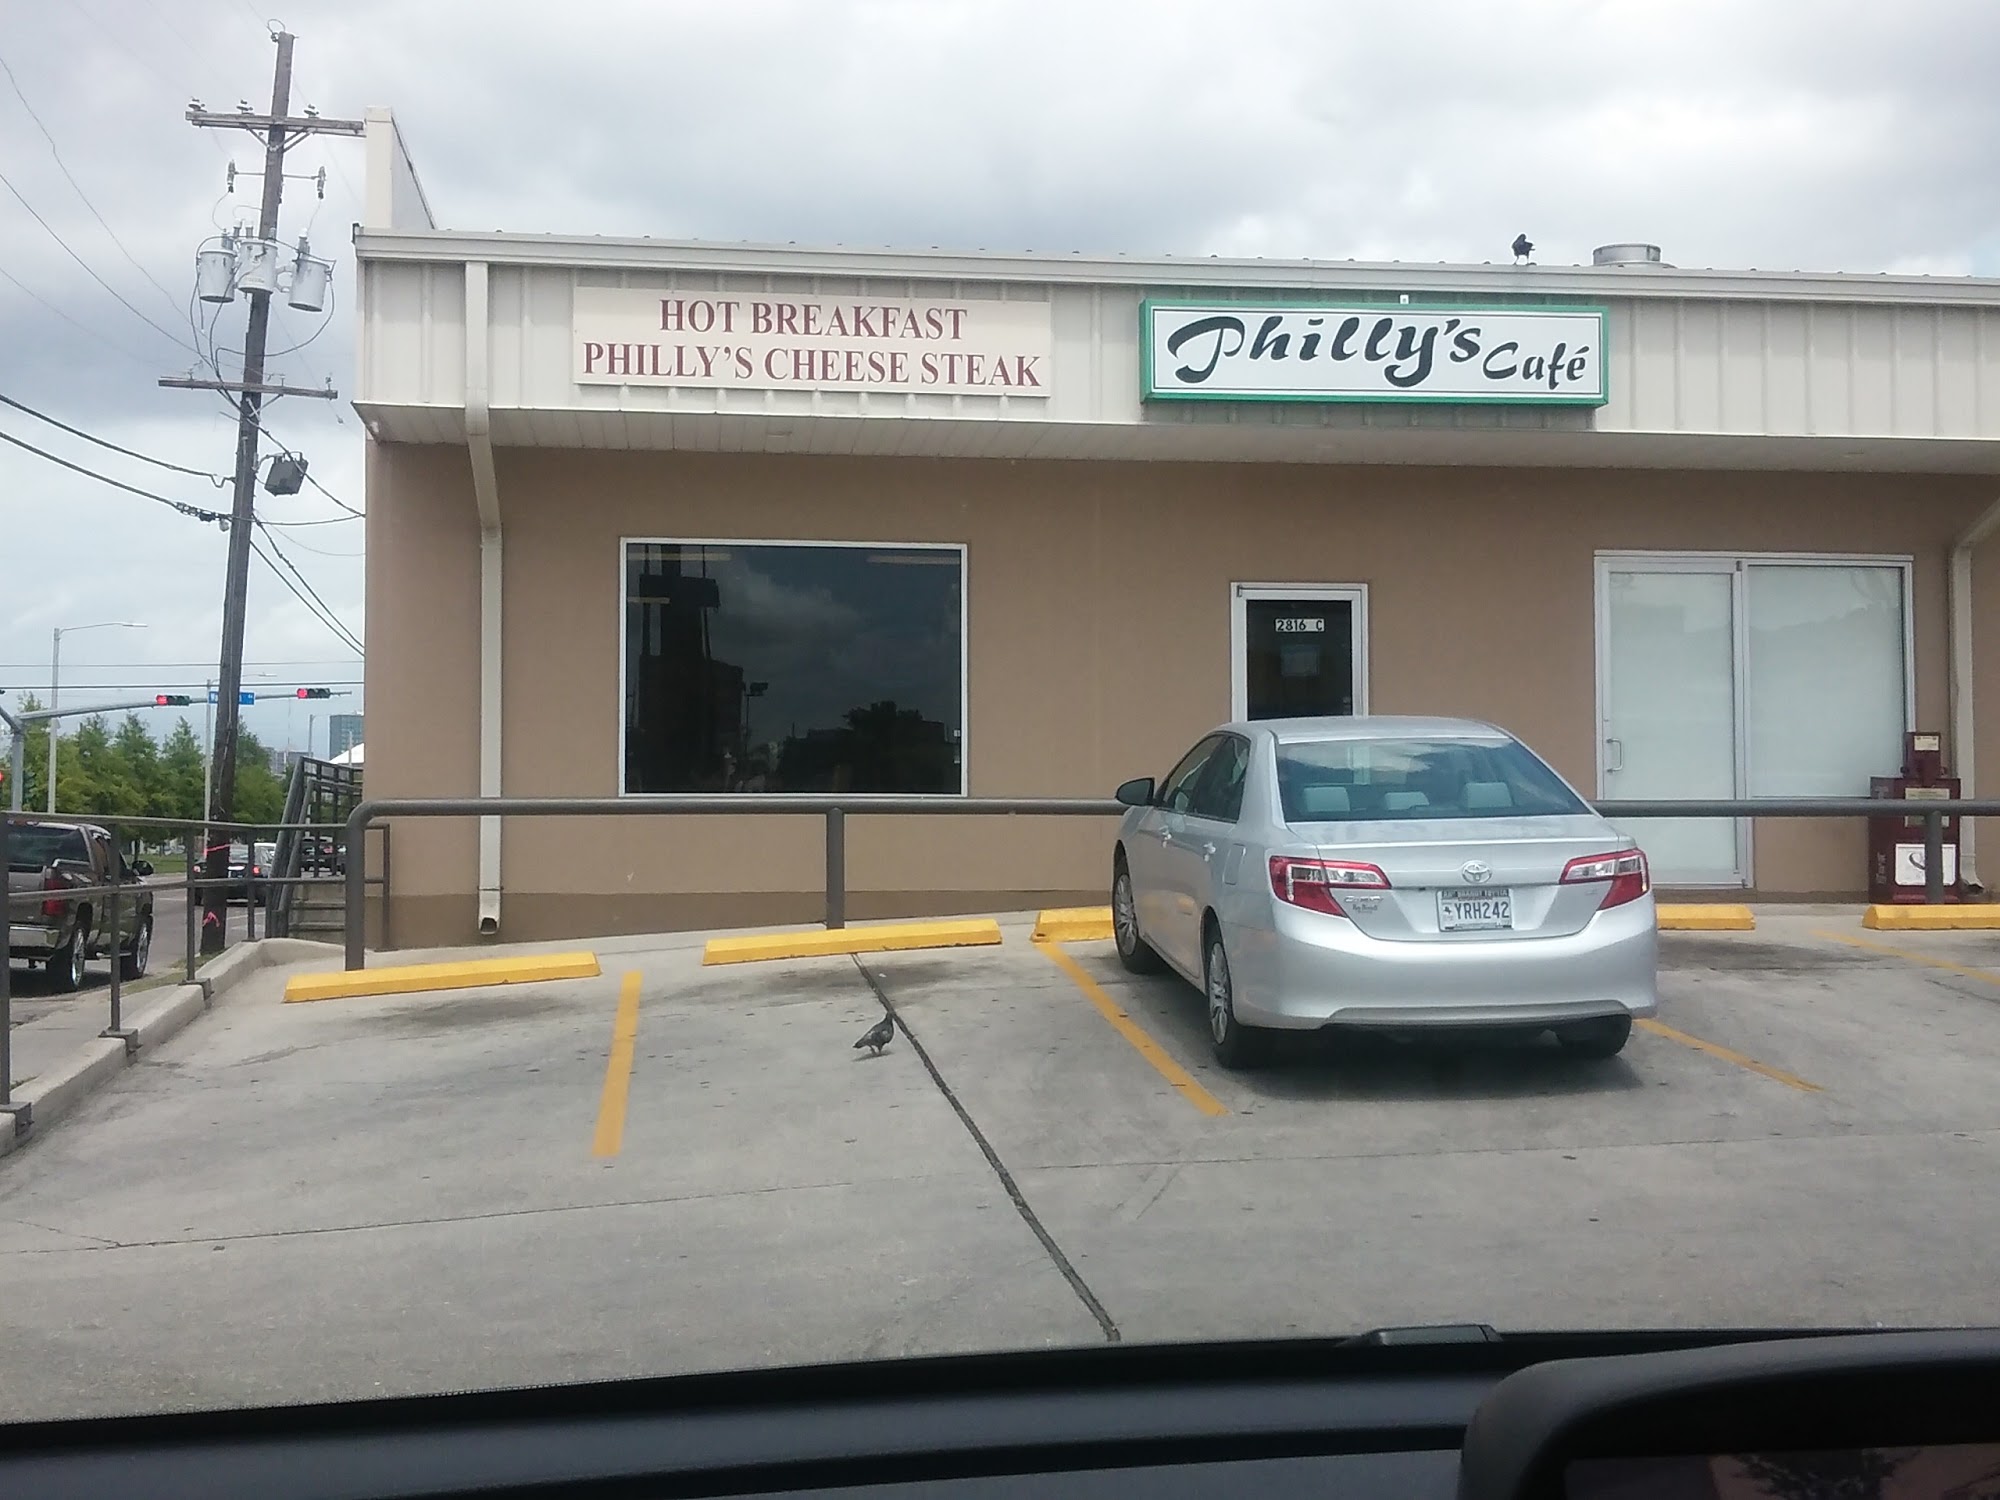 HOT BREAKFAST
PHILLY'S CHEESE STEAK
Philly's Café
2816 C
YRH242